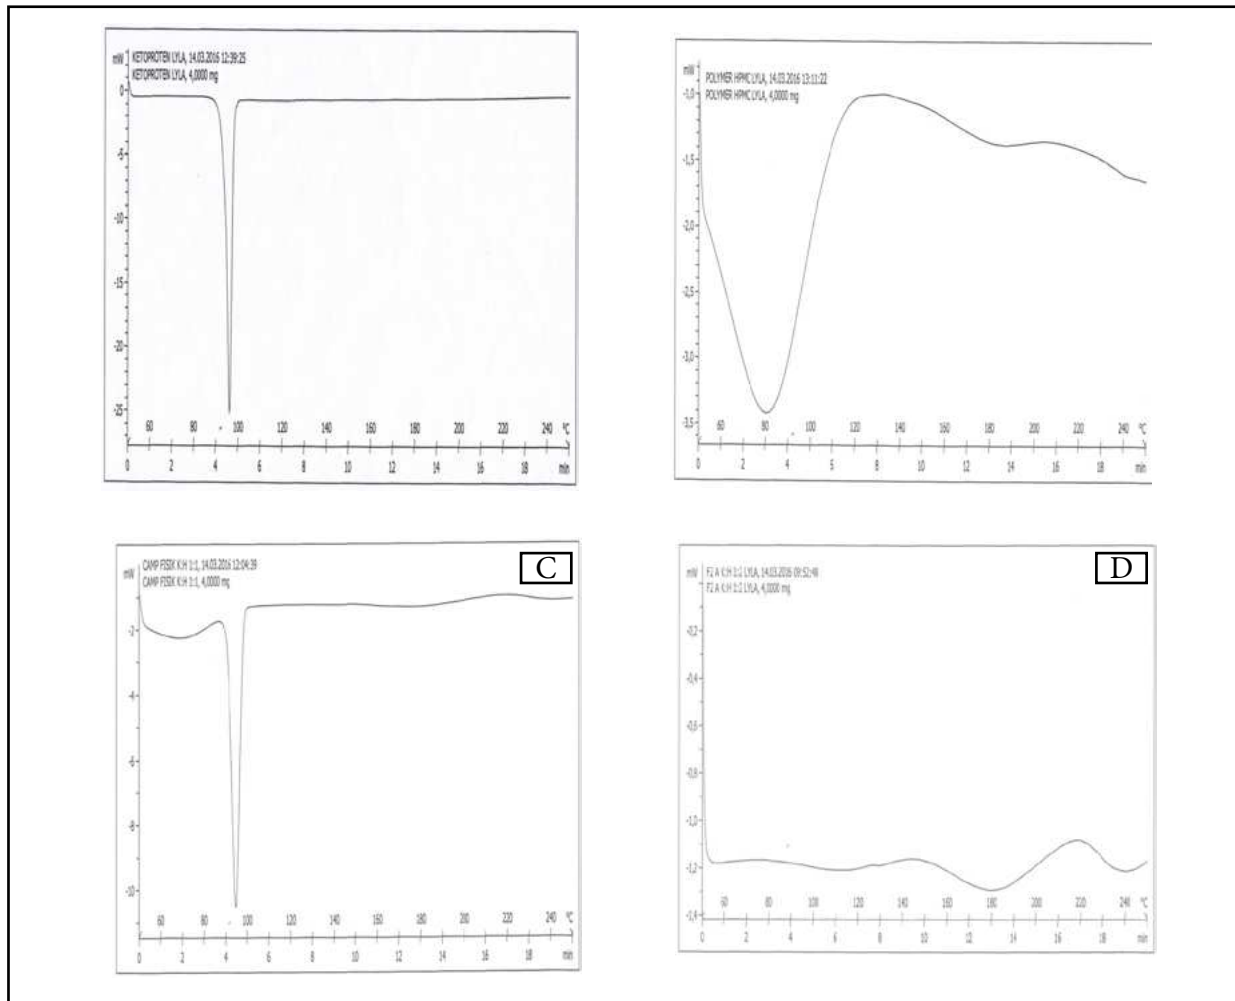 KETOPROTEN LYLA, 14.03.2016 12:39:25
mW
KETOPROTEN LYLA, 4,0000 mg
0
-5
-10
-15
-20
-25
60 80 100 120 140 160 180 200 220 240 °C
0 2 4 6 8 10 12 14 16 18 min
mW
POLYMER HPMC LYLA, 14.03.2016 13:11:22
POLYMER HPMC LYLA, 4,0000 mg
-1,0
-1,5
-2,0
-2,5
-3,0
-3,5
60 80 100 120 140 160 180 200 220 240 °C
0 2 4 6 8 10 12 14 16 18 min
C
CAMP FISIK K:H 1:1, 14.03.2016 12:04:39
mW
CAMP FISIK K:H 1:1, 4,0000 mg
-2
-4
-6
-8
-10
60 80 100 120 140 160 180 200 220 240 °C
0 2 4 6 8 10 12 14 16 18 min
D
mW
F2 A K:H LYLA, 14.03.2016
F2 A K:H LYLA, 4,0000 mg
-0,2
-0,4
-0,6
-0,8
-1,0
-1,2
-1,4
60 80 100 120 140 160 180 200 220 240 °C
0 2 4 6 8 10 12 14 16 18 min